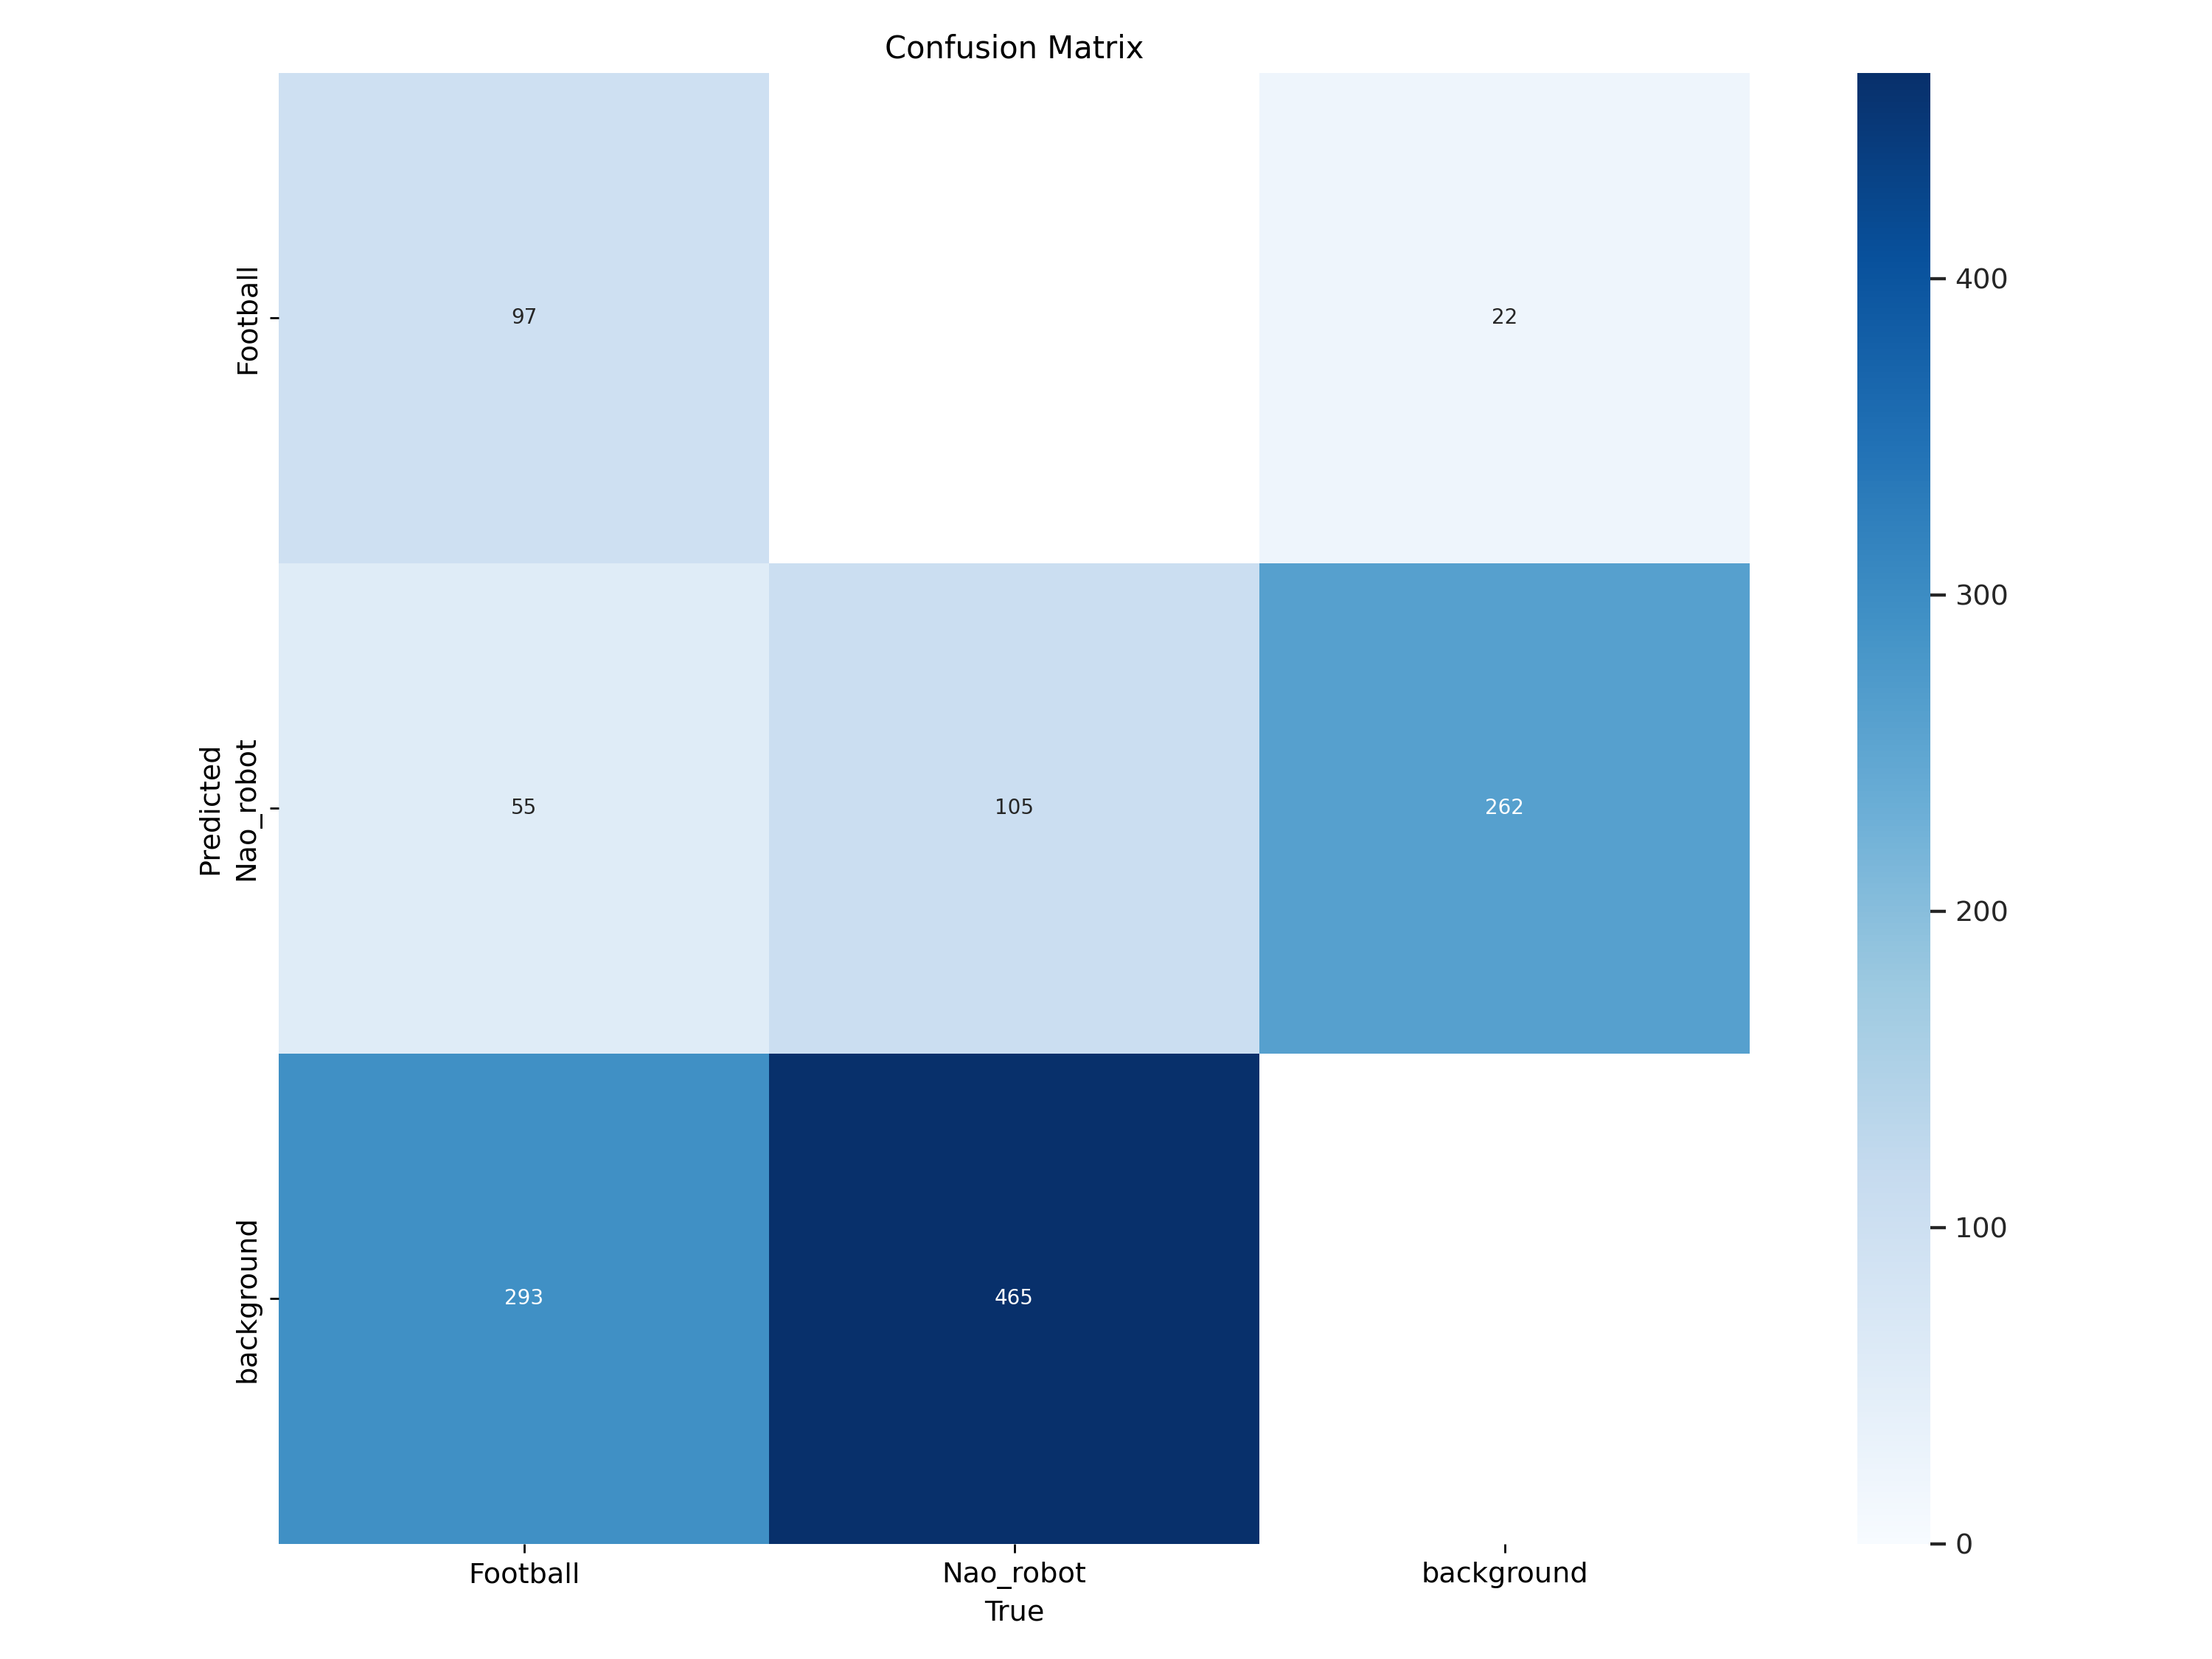 Confusion Matrix
Football
97
22
400
300
Predicted
Nao_robot
55
105
262
200
background
293
465
100
0
Football
Nao_robot
background
True